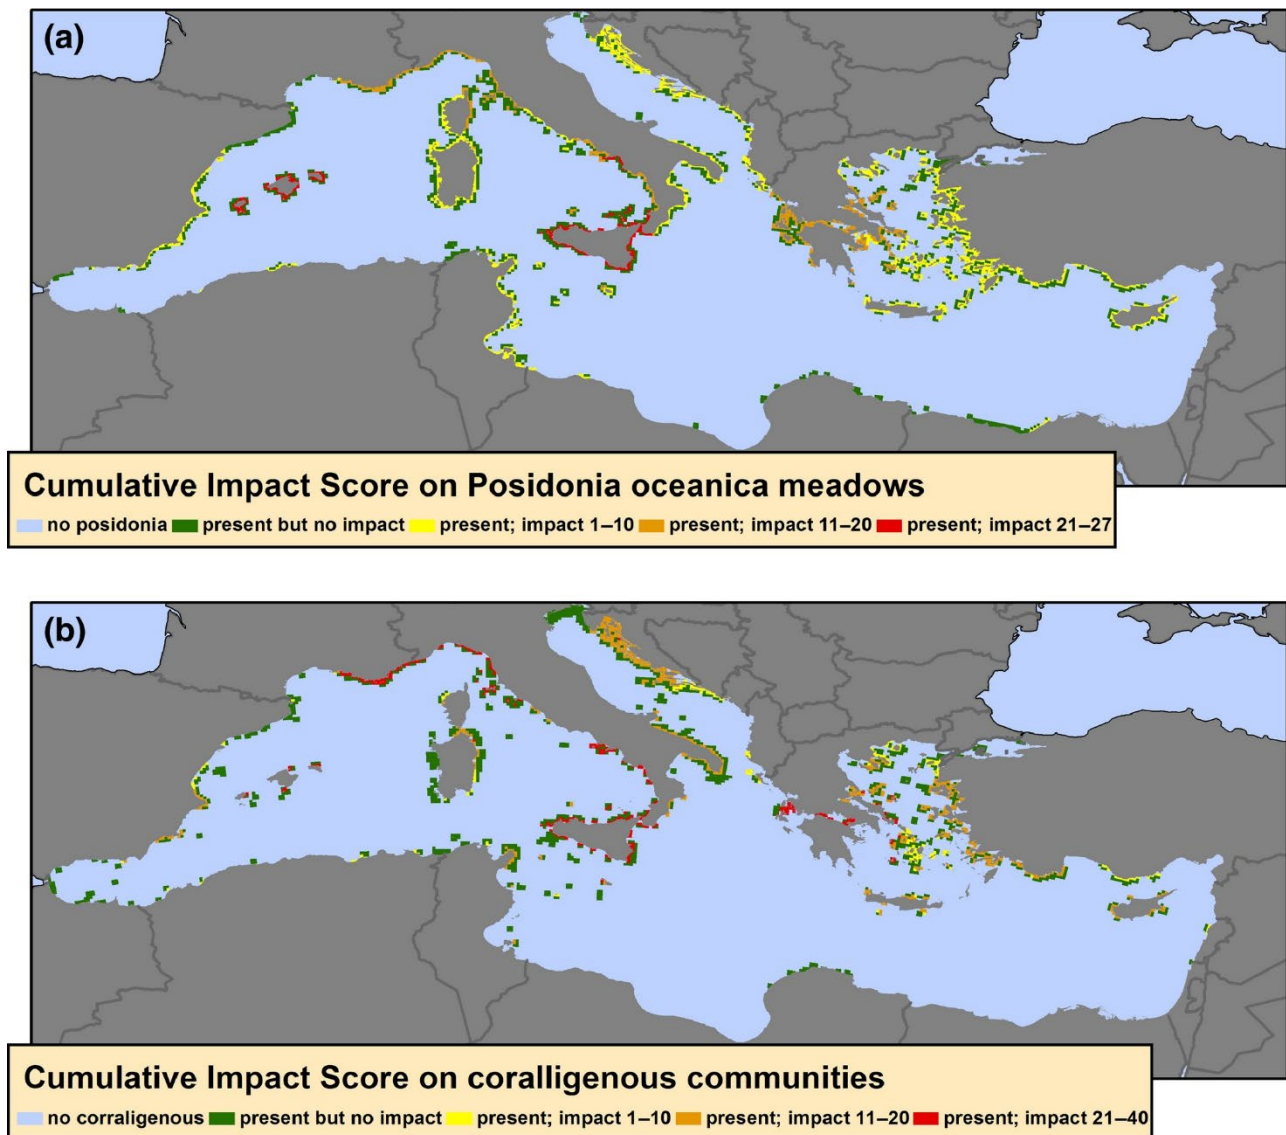 (a)
Cumulative Impact Score on Posidonia oceanica meadows
no posidonia present but no impact present; impact 1–10 present; impact 11–20 present; impact 21–27
(b)
Cumulative Impact Score on coralligenous communities
no corraligenous present but no impact present; impact 1–10 present; impact 11–20 present; impact 21–40